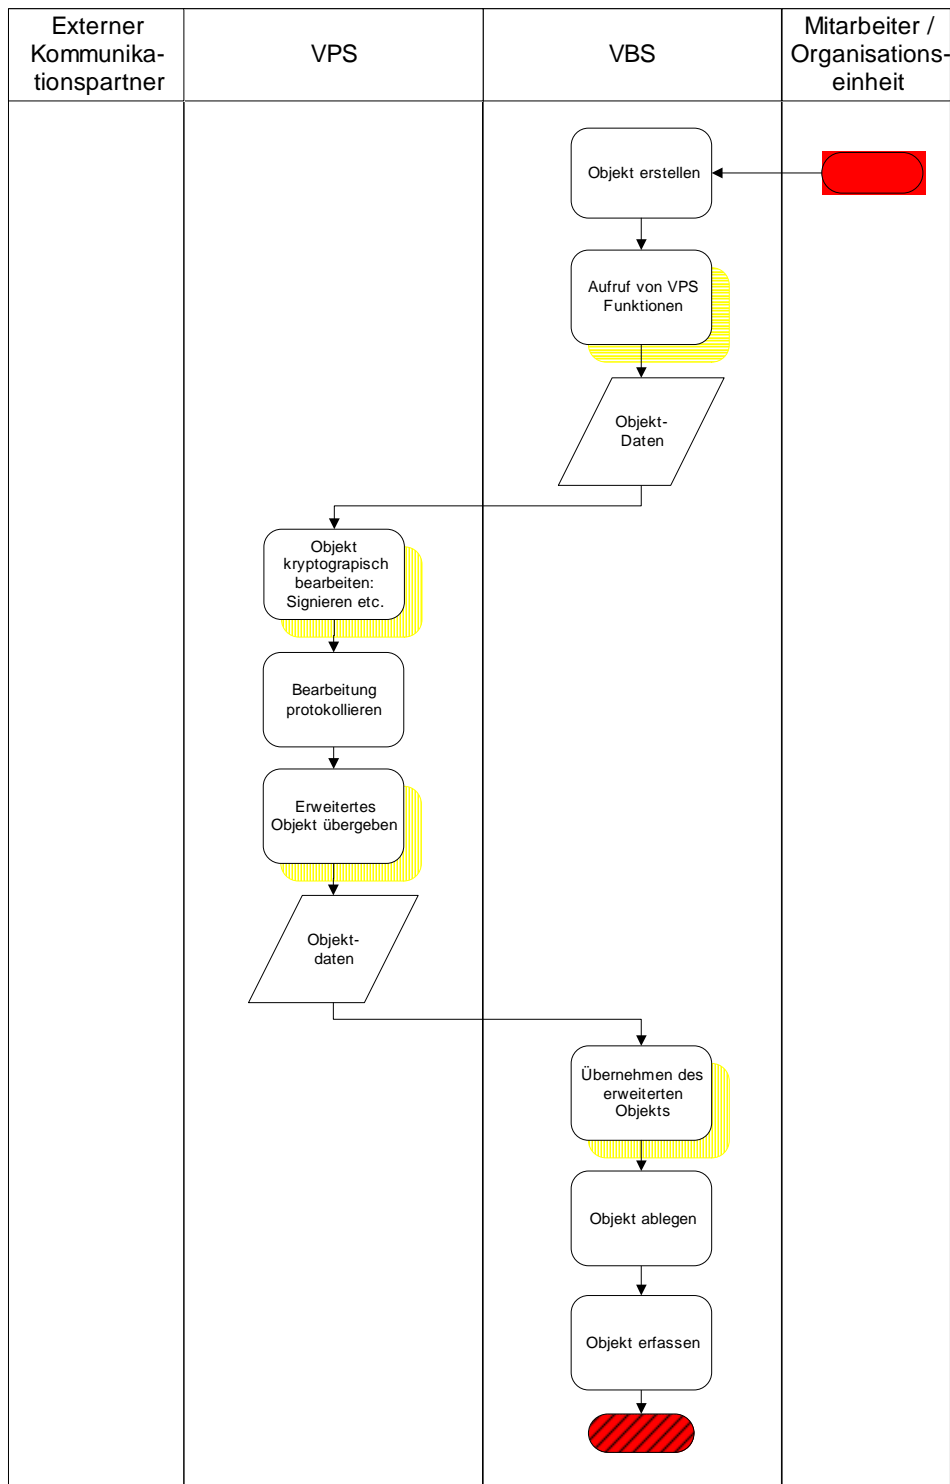 Externer
Kommunika-
tionspartner
VPS
VBS
Mitarbeiter /
Organisations-
einheit
Objekt erstellen
Aufruf von VPS
Funktionen
Objekt-
Daten
Objekt
kryptograpisch
bearbeiten:
Signieren etc.
Bearbeitung
protokollieren
Erweitertes
Objekt übergeben
Objekt-
daten
Übernehmen des
erweiterten
Objekts
Objekt ablegen
Objekt erfassen